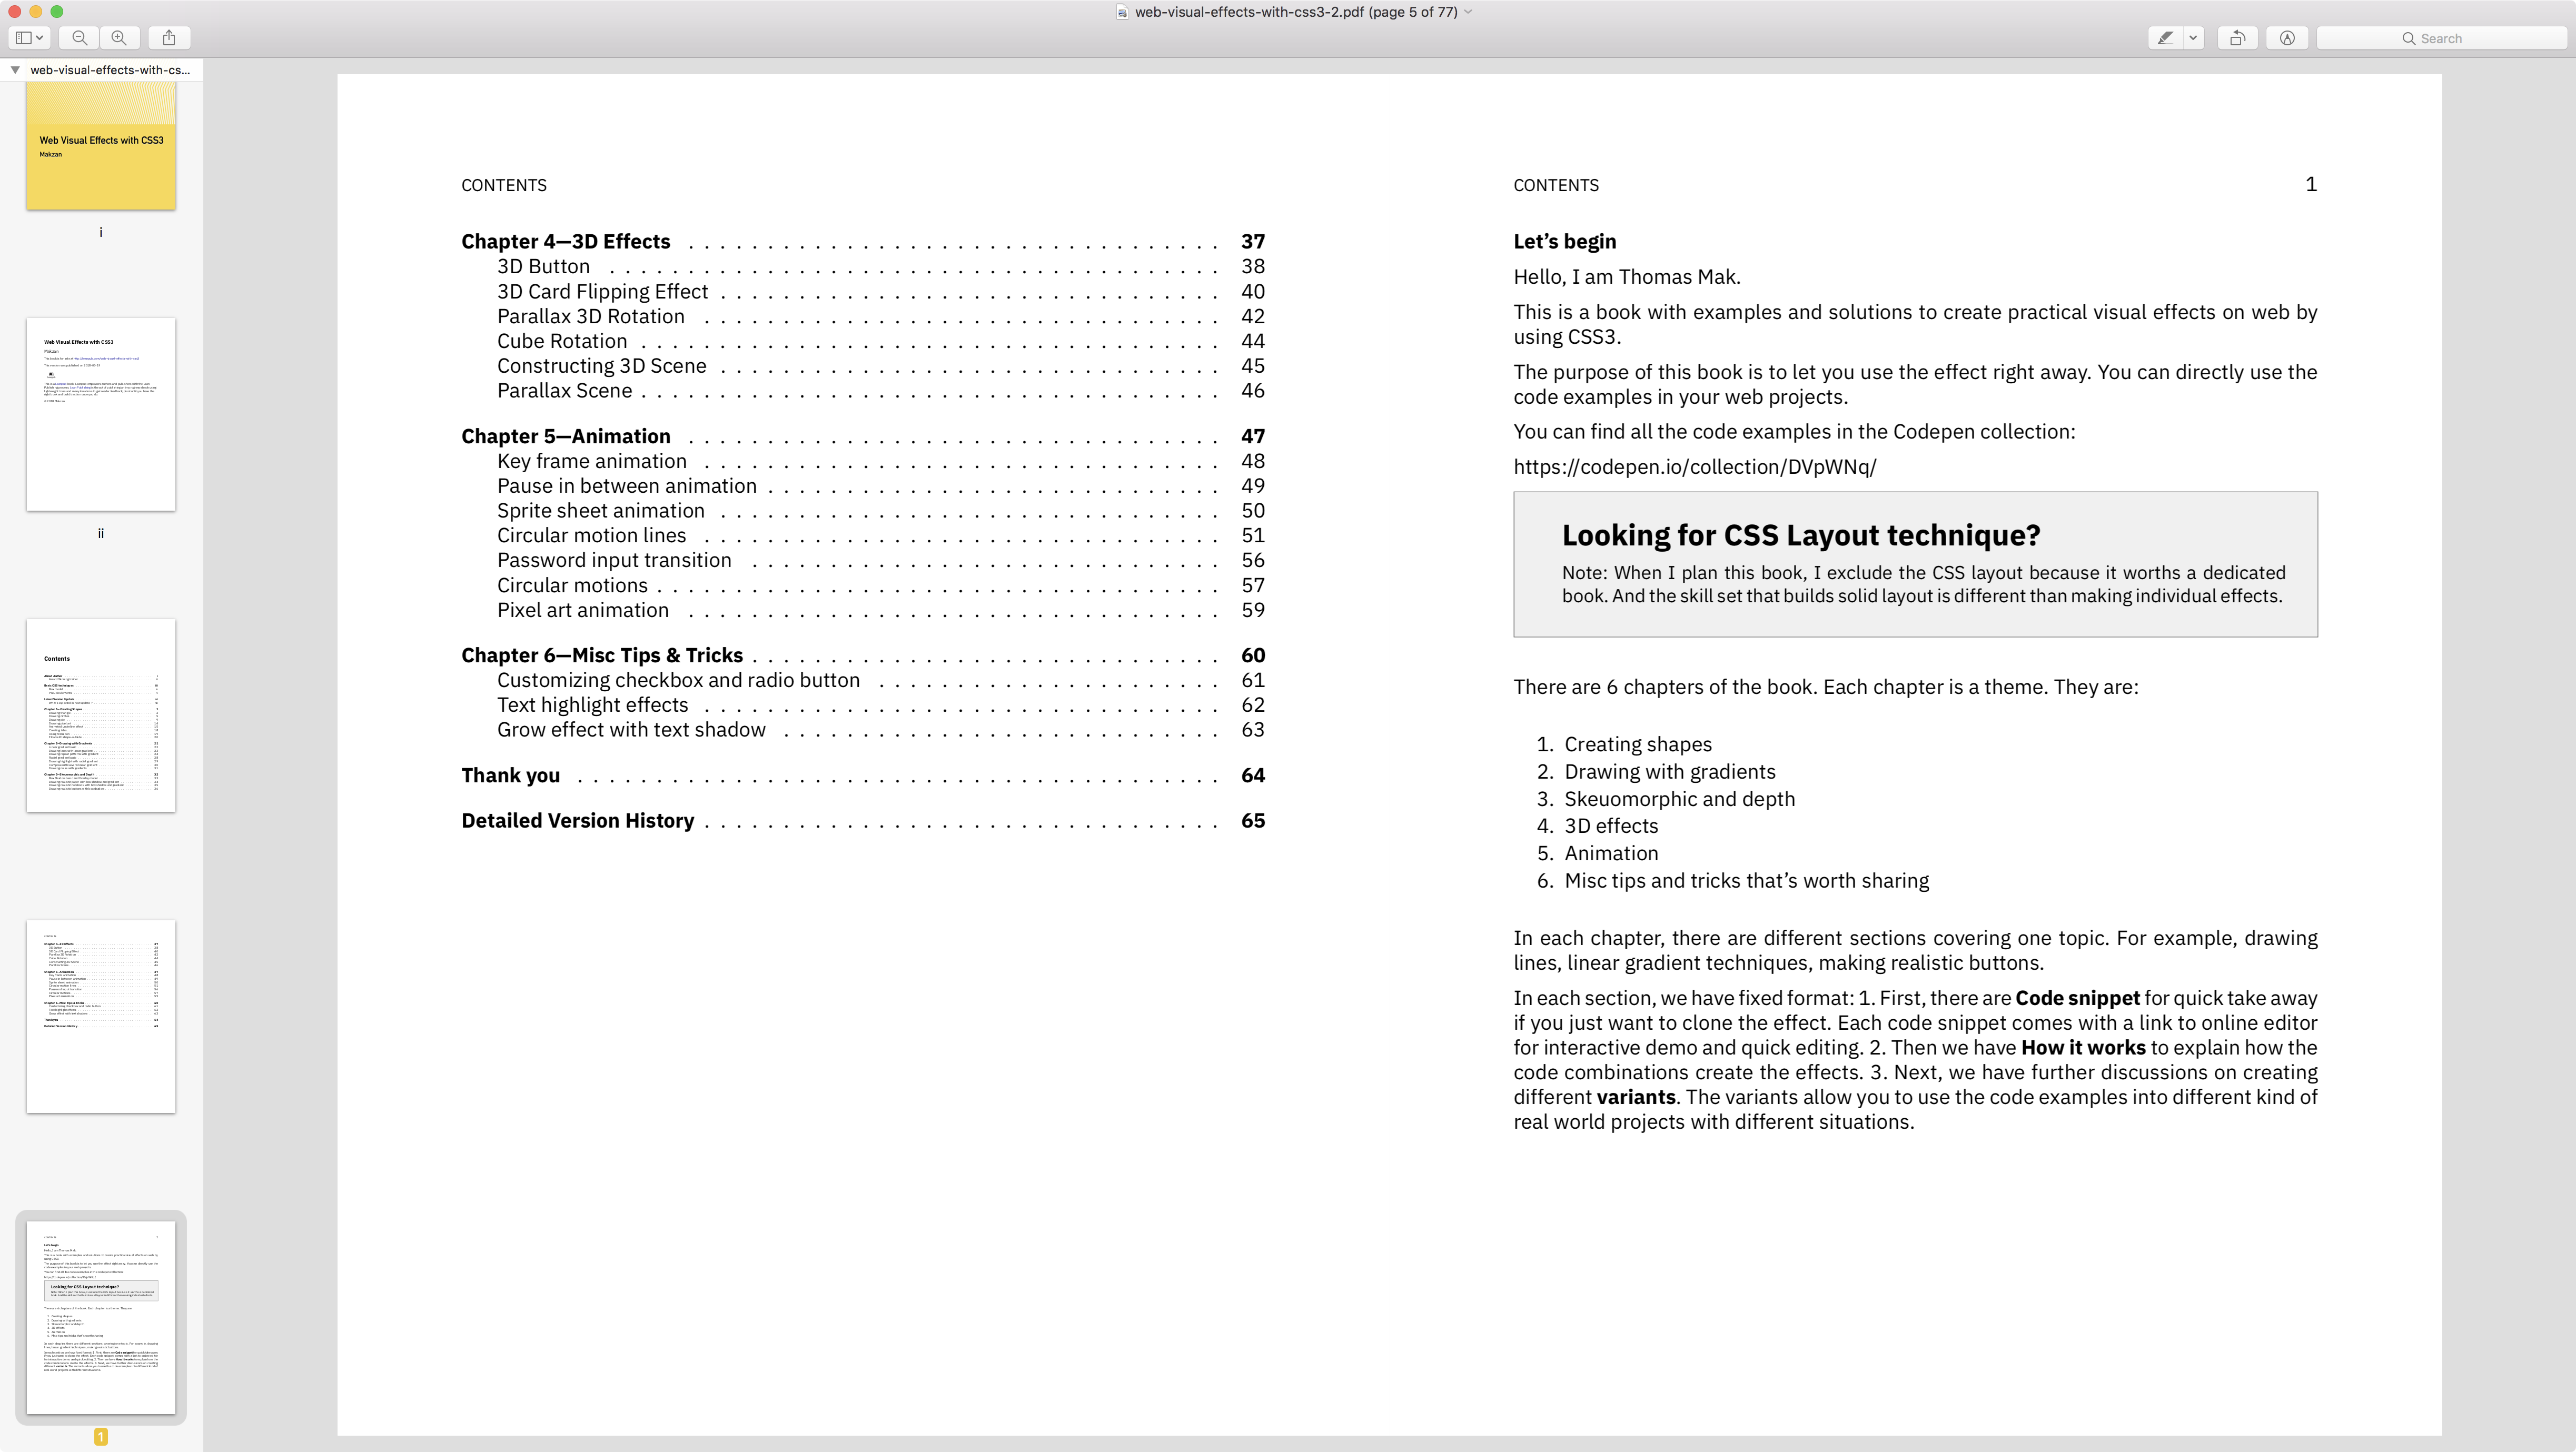 web-visual-effects-with-css3-2.pdf (page 5 of 77)
Search
web-visual-effects-with-cs...
Web Visual Effects with CSS3
Makzan
i
Web Visual Effects with CSS3
Makzan
ii
Contents
1
CONTENTS
Chapter 4—3D Effects . . . . . . . . . . 37
3D Button . . . . . . . . . . 38
3D Card Flipping Effect . . . . . . . . . . 40
Parallax 3D Rotation . . . . . . . . . . 42
Cube Rotation . . . . . . . . . . 44
Constructing 3D Scene . . . . . . . . . . 45
Parallax Scene . . . . . . . . . . 46
Chapter 5—Animation . . . . . . . . . . 47
Key frame animation . . . . . . . . . . 48
Pause in between animation . . . . . . . . . . 49
Sprite sheet animation . . . . . . . . . . 50
Circular motion lines . . . . . . . . . . 51
Password input transition . . . . . . . . . . 56
Circular motions . . . . . . . . . . 57
Pixel art animation . . . . . . . . . . 59
Chapter 6—Misc Tips & Tricks . . . . . . . . . . 60
Customizing checkbox and radio button . . . . . . . . . . 61
Text highlight effects . . . . . . . . . . 62
Grow effect with text shadow . . . . . . . . . . 63
Thank you . . . . . . . . . . 64
Detailed Version History . . . . . . . . . . 65
CONTENTS 1
Let’s begin
Hello, I am Thomas Mak.
This is a book with examples and solutions to create practical visual effects on web by
using CSS3.
The purpose of this book is to let you use the effect right away. You can directly use the
code examples in your web projects.
You can find all the code examples in the Codepen collection:
https://codepen.io/collection/DVpWNq/
Looking for CSS Layout technique?
Note: When I plan this book, I exclude the CSS layout because it worths a dedicated
book. And the skill set that builds solid layout is different than making individual effects.
There are 6 chapters of the book. Each chapter is a theme. They are:
1. Creating shapes
2. Drawing with gradients
3. Skeuomorphic and depth
4. 3D effects
5. Animation
6. Misc tips and tricks that’s worth sharing
In each chapter, there are different sections covering one topic. For example, drawing
lines, linear gradient techniques, making realistic buttons.
In each section, we have fixed format: 1. First, there are Code snippet for quick take away
if you just want to clone the effect. Each code snippet comes with a link to online editor
for interactive demo and quick editing. 2. Then we have How it works to explain how the
code combinations create the effects. 3. Next, we have further discussions on creating
different variants. The variants allow you to use the code examples into different kind of
real world projects with different situations.